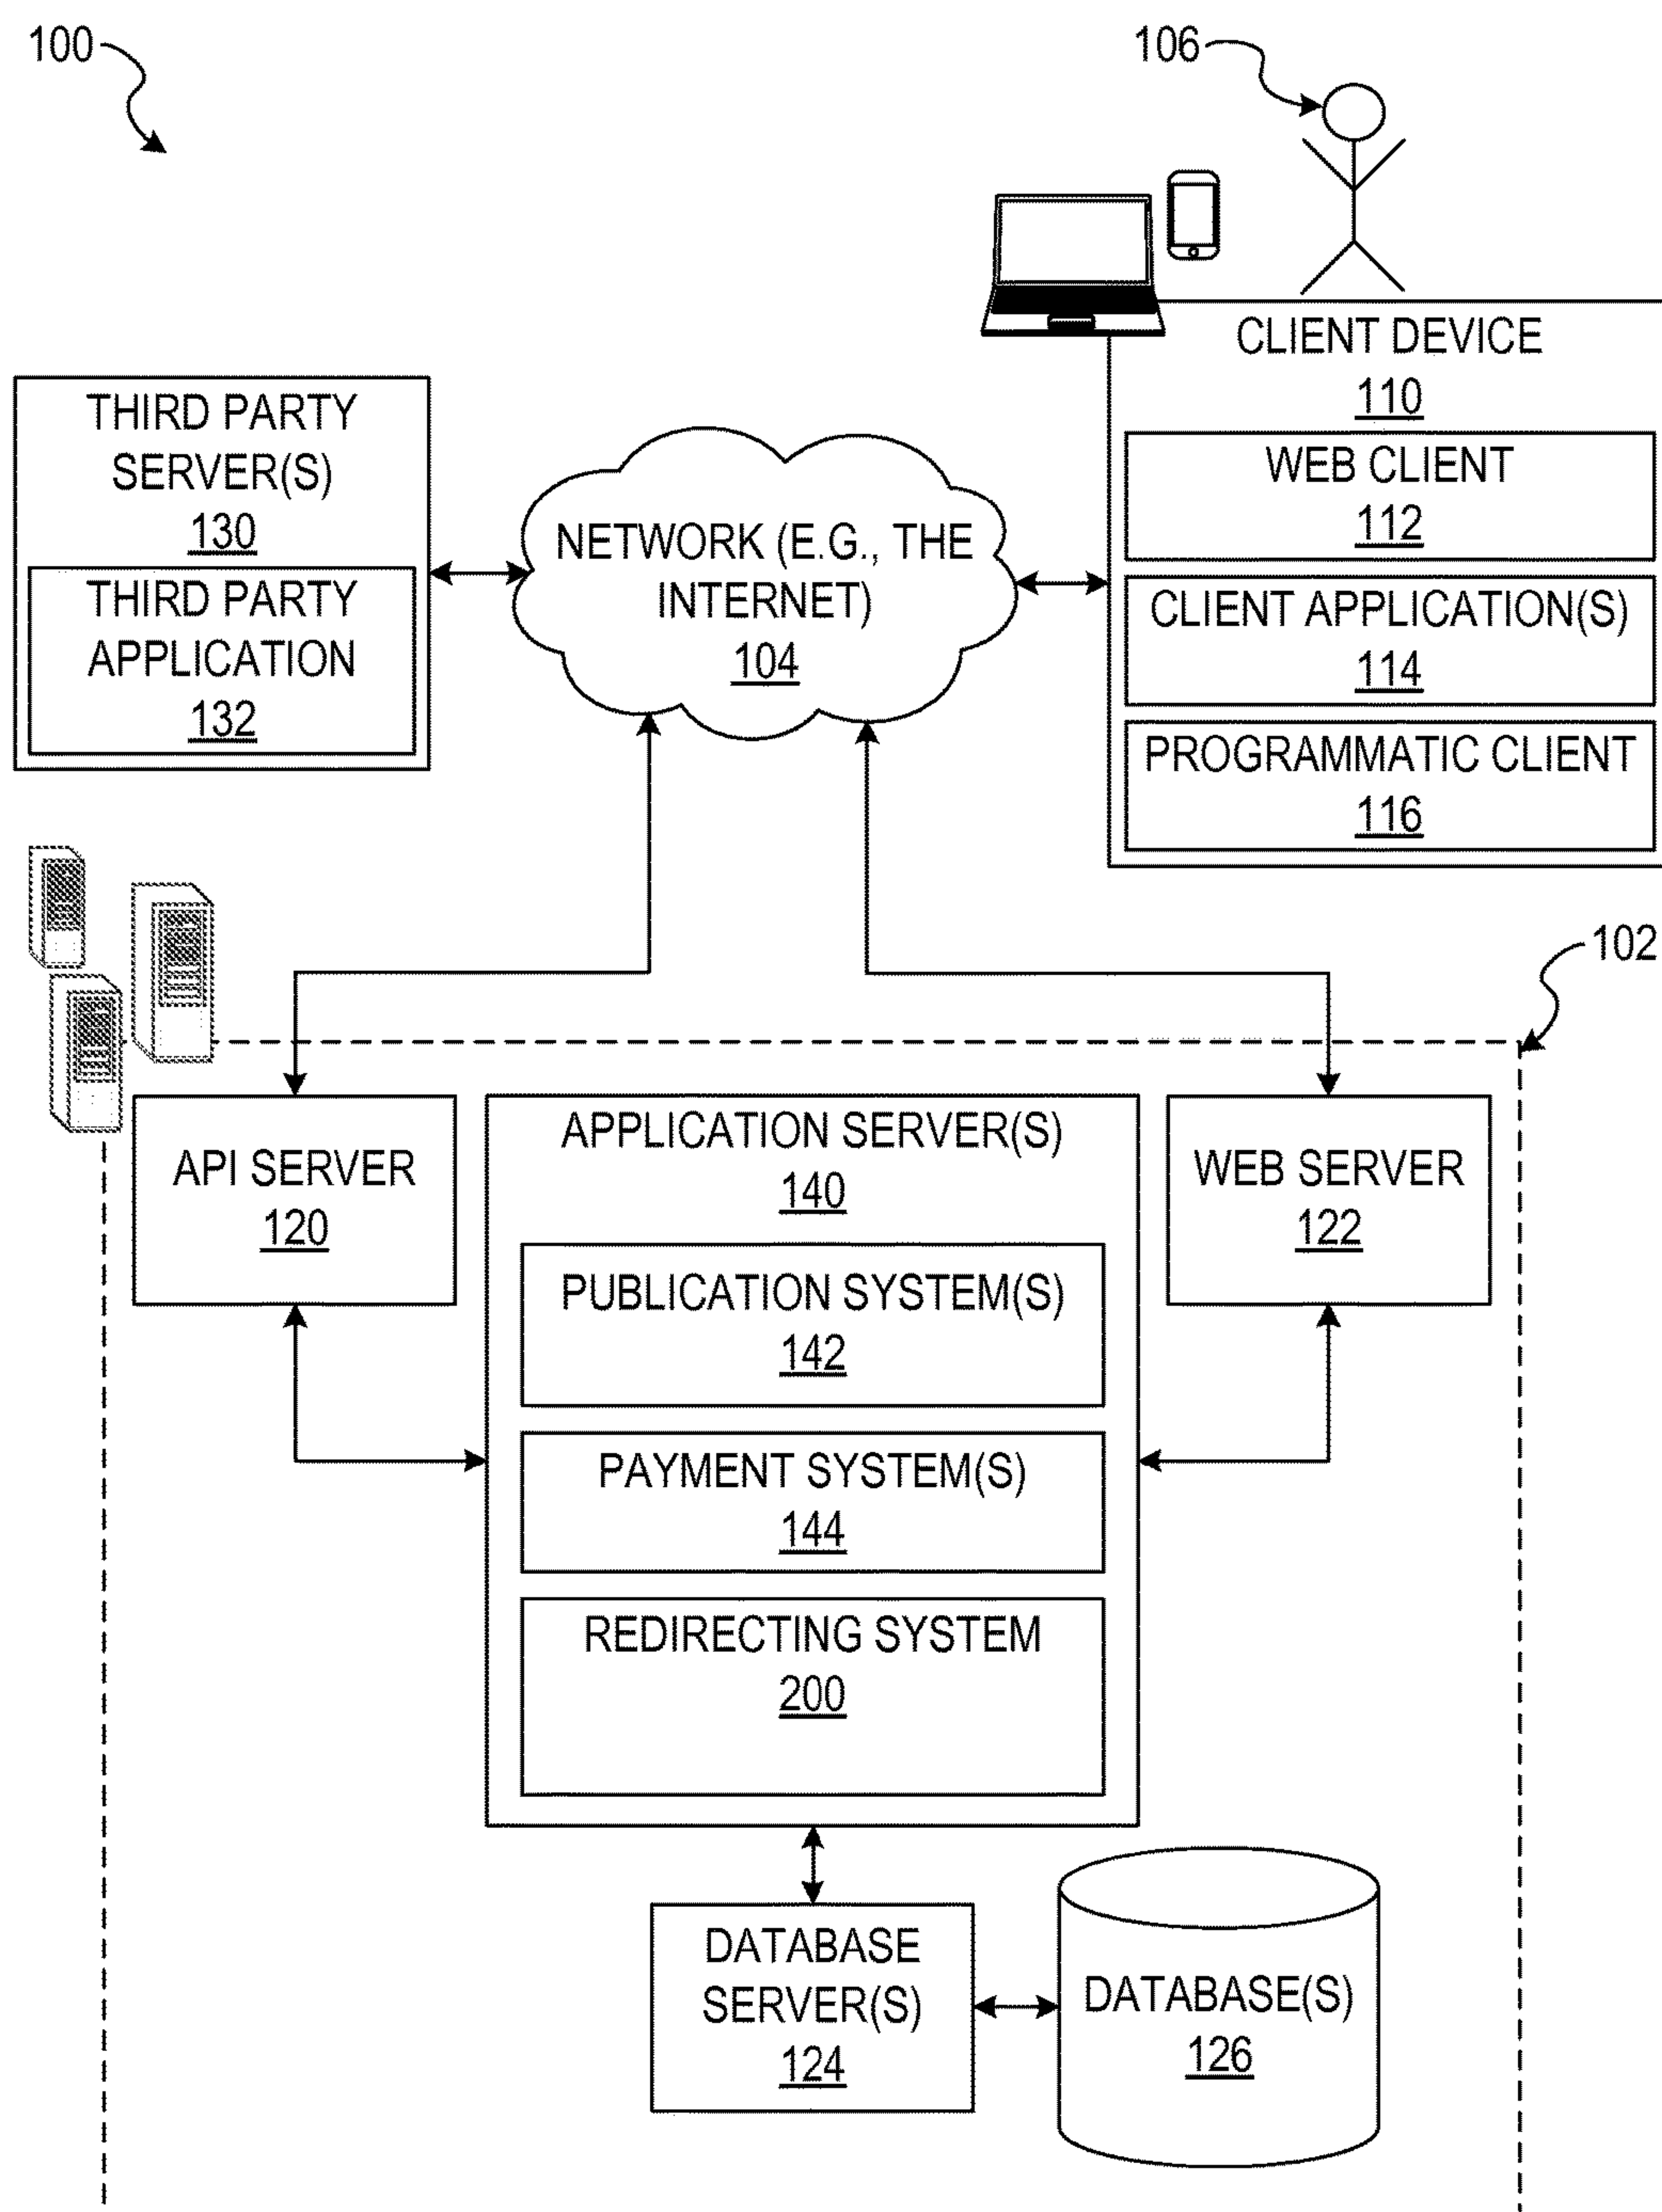 100
106
CLIENT DEVICE
110
WEB CLIENT
112
CLIENT APPLICATION(S)
114
PROGRAMMATIC CLIENT
116
THIRD PARTY
SERVER(S)
130
THIRD PARTY
APPLICATION
132
NETWORK (E.G., THE
INTERNET)
104
102
API SERVER
120
APPLICATION SERVER(S)
140
PUBLICATION SYSTEM(S)
142
PAYMENT SYSTEM(S)
144
REDIRECTING SYSTEM
200
WEB SERVER
122
DATABASE
SERVER(S)
124
DATABASE(S)
126